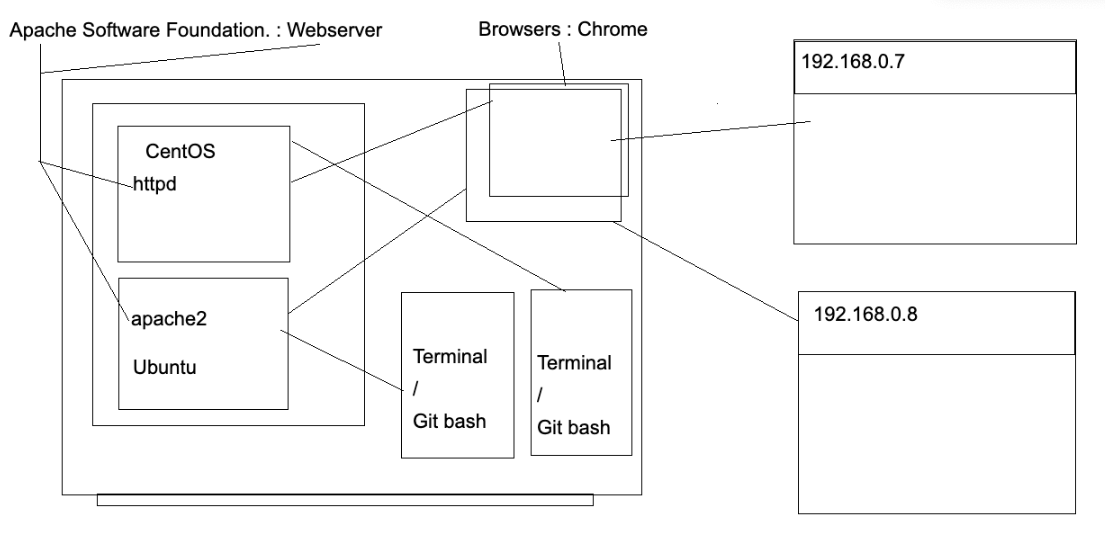 Apache Software Foundation. : Webserver
Browsers : Chrome
192.168.0.7
CentOS
httpd
apache2
Ubuntu
Terminal
/
Git bash
Terminal
/
Git bash
192.168.0.8